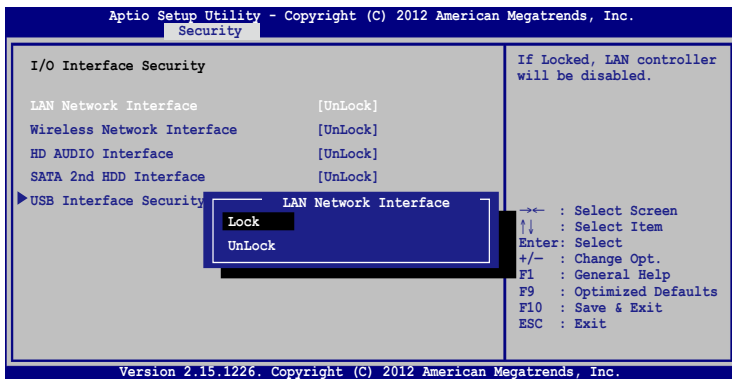 Aptio Setup Utility - Copyright (C) 2012 American Megatrends, Inc.
Security
I/O Interface Security
LAN Network Interface [UnLock]
Wireless Network Interface [UnLock]
HD AUDIO Interface [UnLock]
SATA 2nd HDD Interface [UnLock]
USB Interface Security
LAN Network Interface
Lock
UnLock
If Locked, LAN controller
will be disabled.
→← : Select Screen
↑↓ : Select Item
Enter: Select
+/— : Change Opt.
F1 : General Help
F9 : Optimized Defaults
F10 : Save & Exit
ESC : Exit
Version 2.15.1226. Copyright (C) 2012 American Megatrends, Inc.